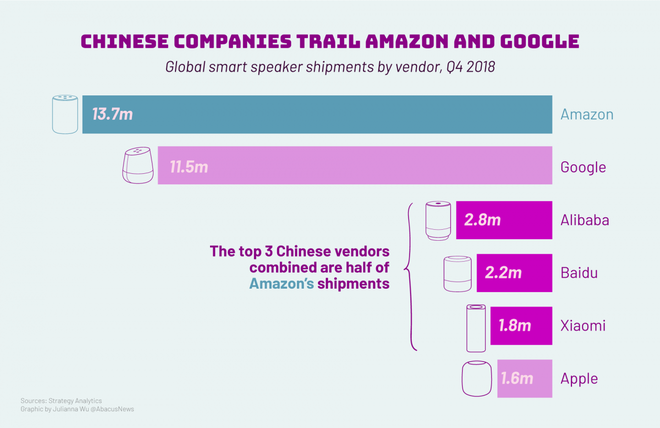 CHINESE COMPANIES TRAIL AMAZON AND GOOGLE
Global smart speaker shipments by vendor, Q4 2018
13.7m Amazon
11.5m Google
2.8m Alibaba
The top 3 Chinese vendors
combined are half of
Amazon's shipments
2.2m Baidu
1.8m Xiaomi
1.6m Apple
Sources: Strategy Analytics
Graphic by Julianna Wu @AbacusNews